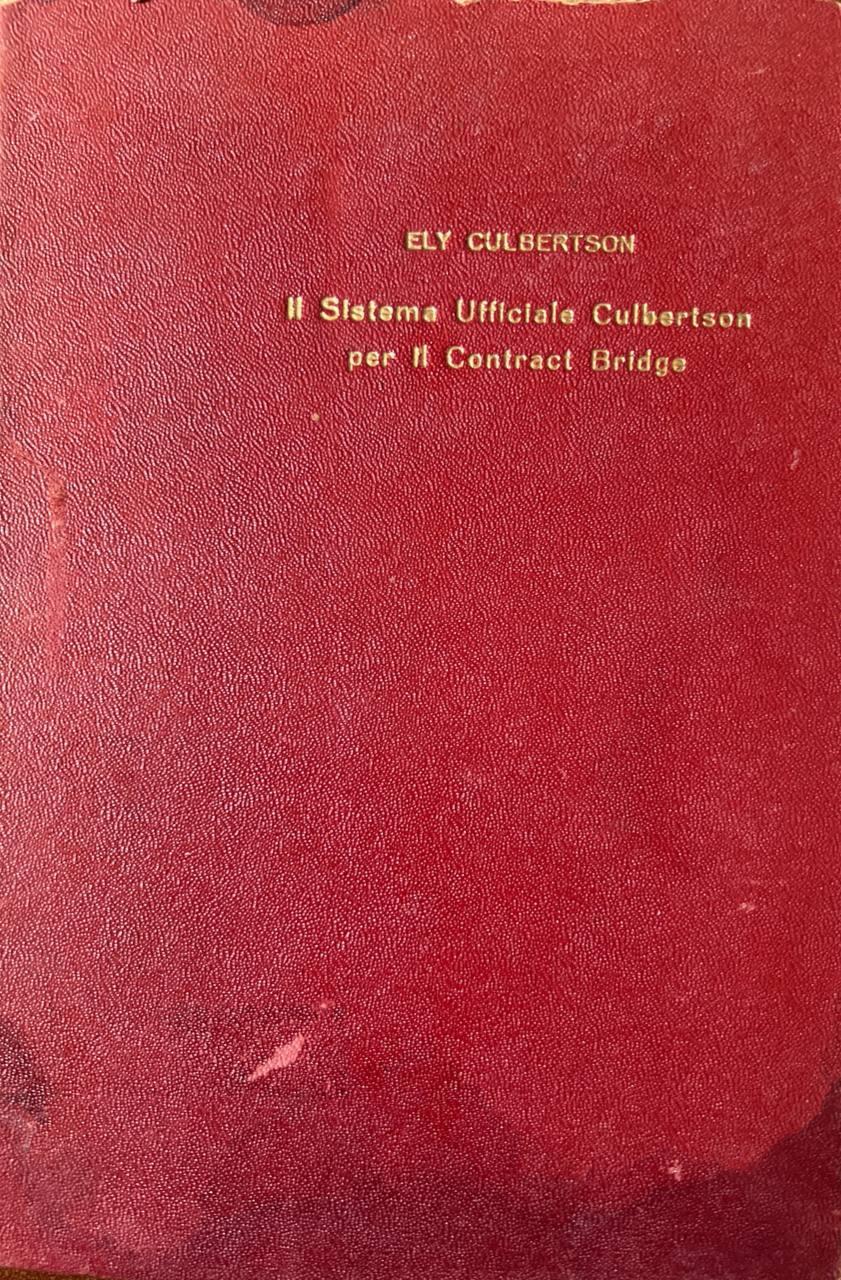 ELY CULBERTSON
Il Sistema Ufficiale Culbertson
per il Contract Bridge